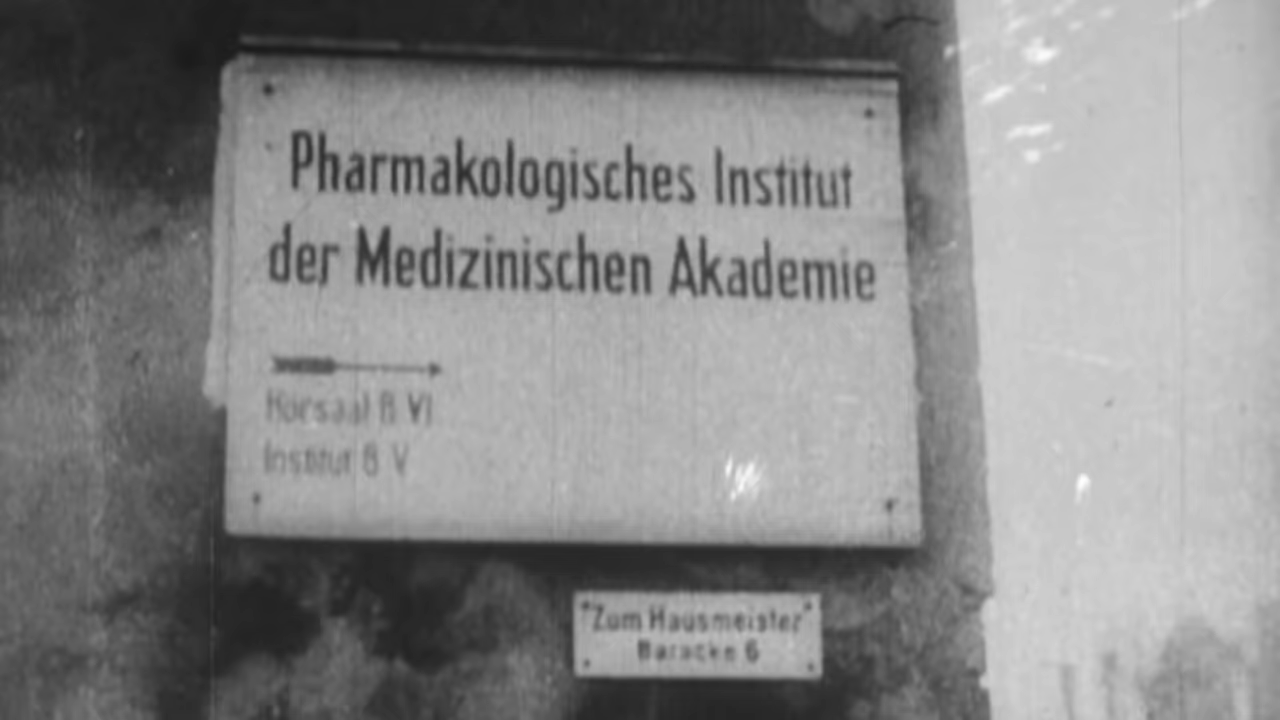 Pharmakologisches Institut
der Medizinischen Akademie
Hörsaal B VI
Institut B V
"Zum Hausmeister"
Baracke 6